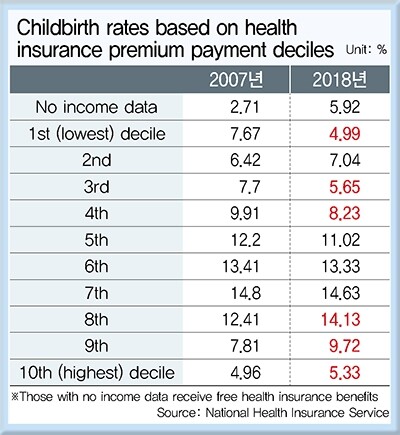 Childbirth rates based on health
insurance premium payment deciles Unit: %
2007년 2018년
No income data 2.71 5.92
1st (lowest) decile 7.67 4.99
2nd 6.42 7.04
3rd 7.7 5.65
4th 9.91 8.23
5th 12.2 11.02
6th 13.41 13.33
7th 14.8 14.63
8th 12.41 14.13
9th 7.81 9.72
10th (highest) decile 4.96 5.33
※Those with no income data receive free health insurance benefits
Source: National Health Insurance Service